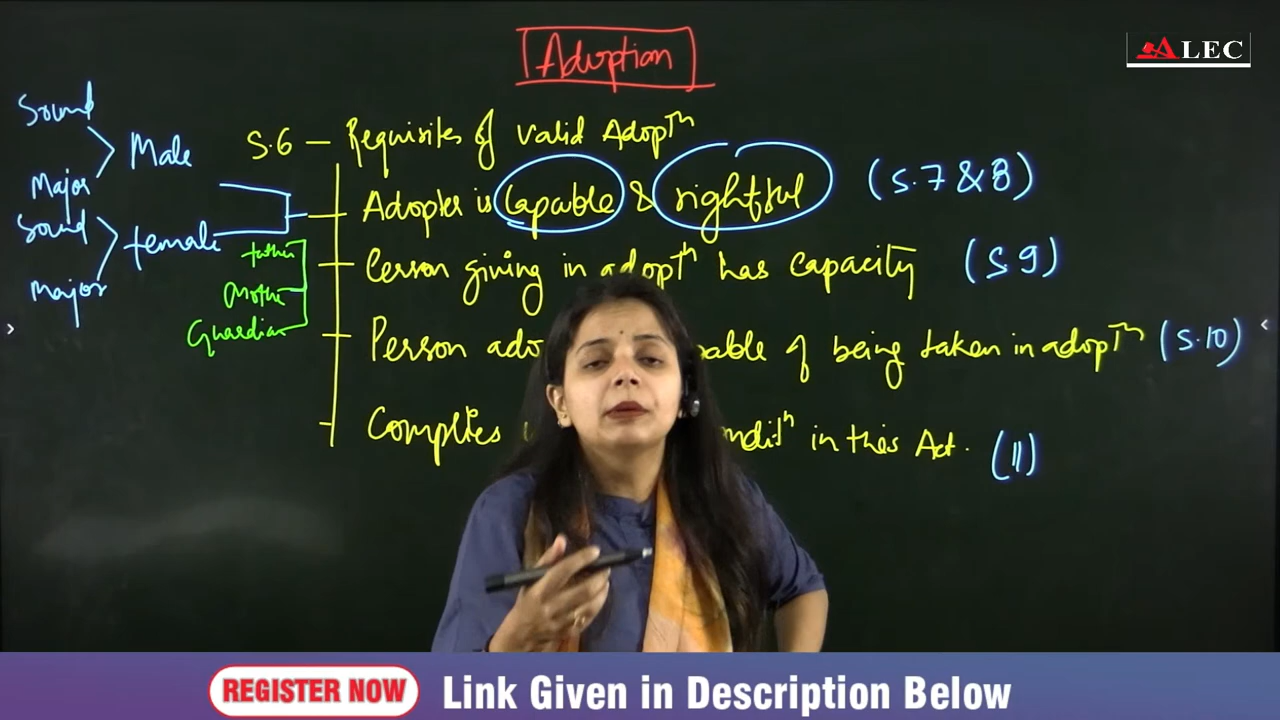 Adoption
ALEC
Sound
Major
Male
Sound
Major
female
S.6 – Requisites of valid AdopTⁿ
Adopter is capable & rightful (S.7 & 8)
father
Mother
Guardian
Person giving in adopTⁿ has capacity (S 9)
Person ado pable of being taken in adopTⁿ (S.10)
Complies nditⁿ in this Act. (11)
REGISTER NOW
Link Given in Description Below